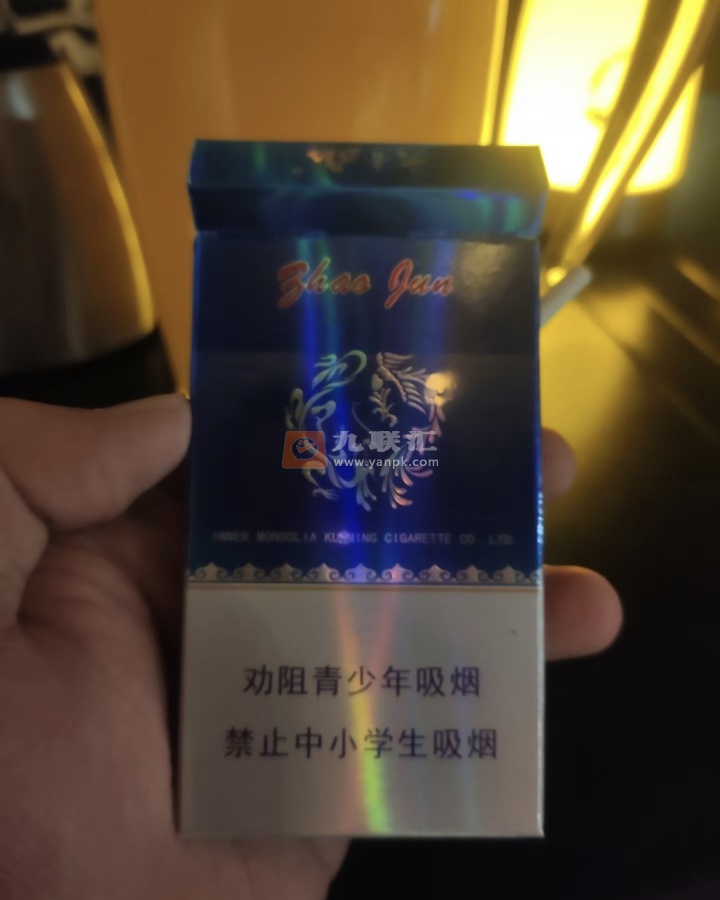 Zhao Jun
九联汇
www.yanpk.com
INNER MONGOLIA KUNMING CIGARETTE CO. LTD.
劝阻青少年吸烟
禁止中小学生吸烟